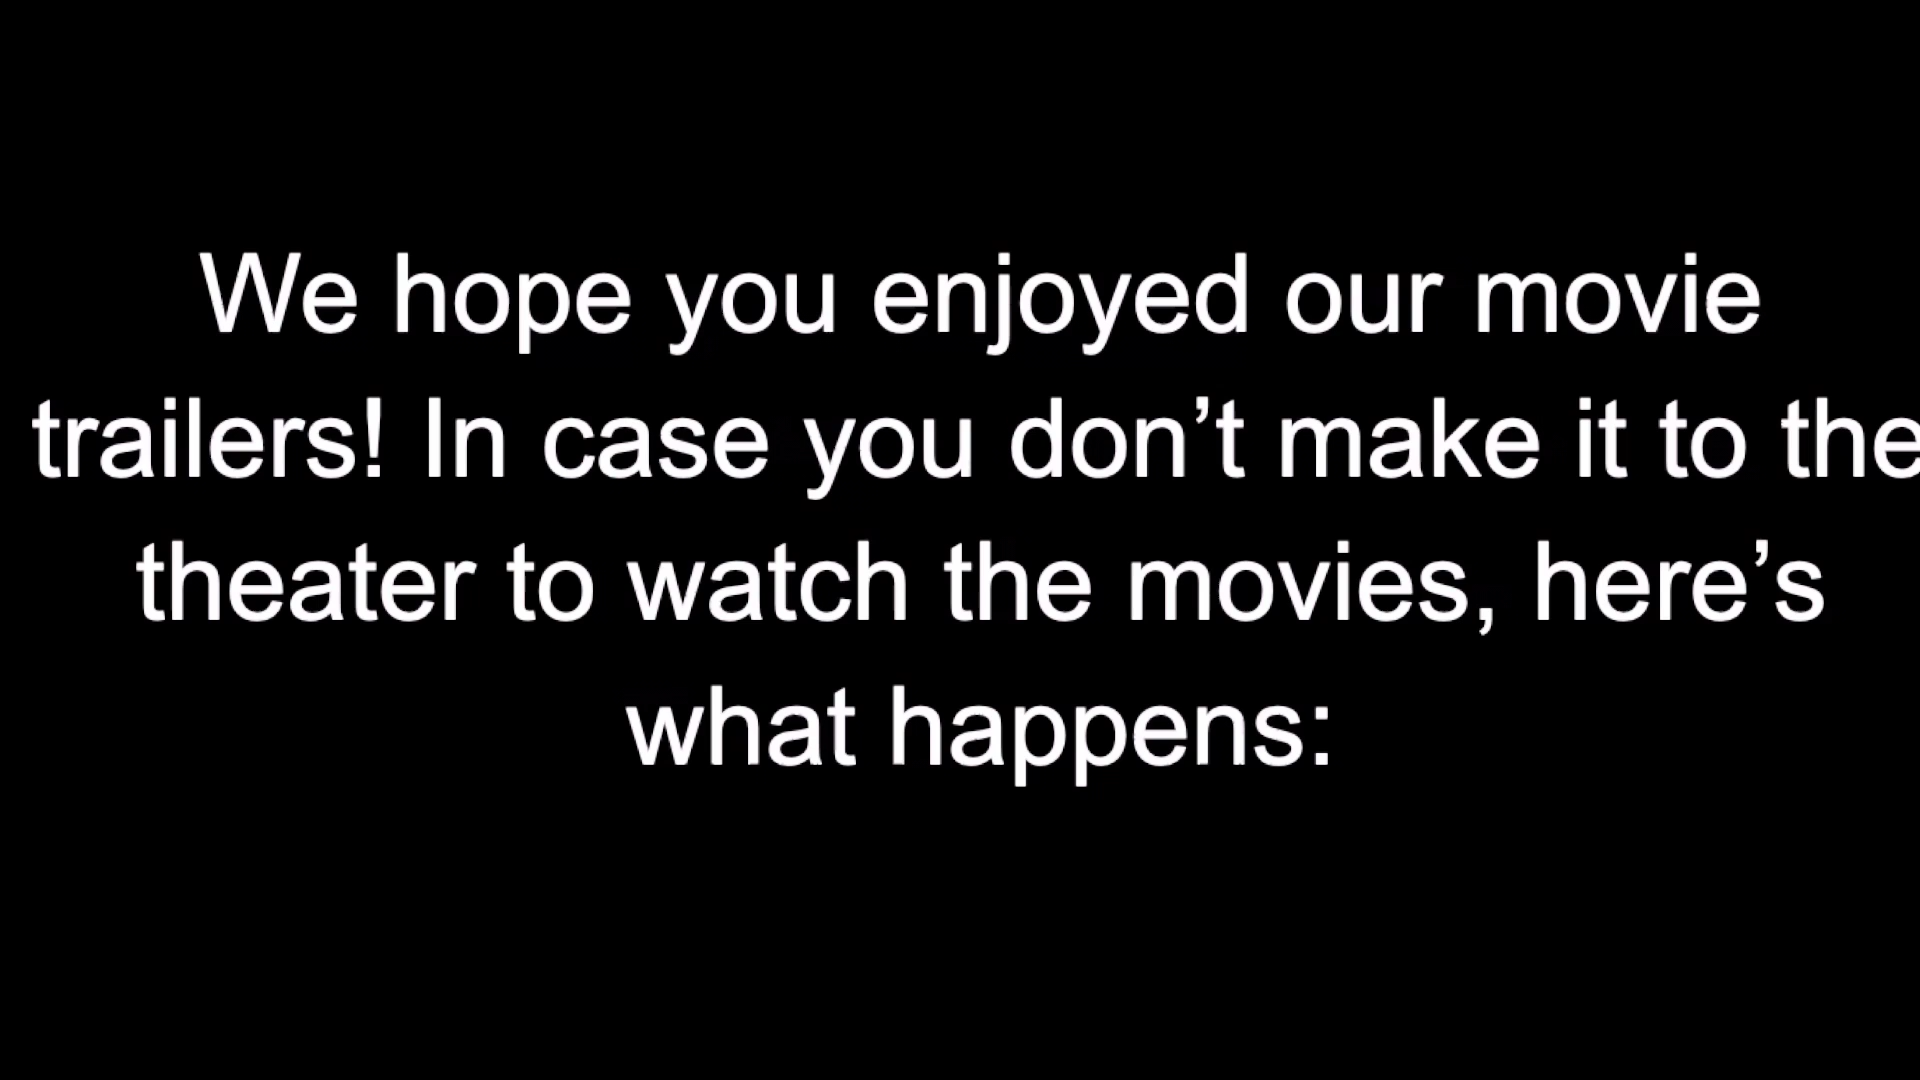 We hope you enjoyed our movie
trailers! In case you don’t make it to the
theater to watch the movies, here’s
what happens: